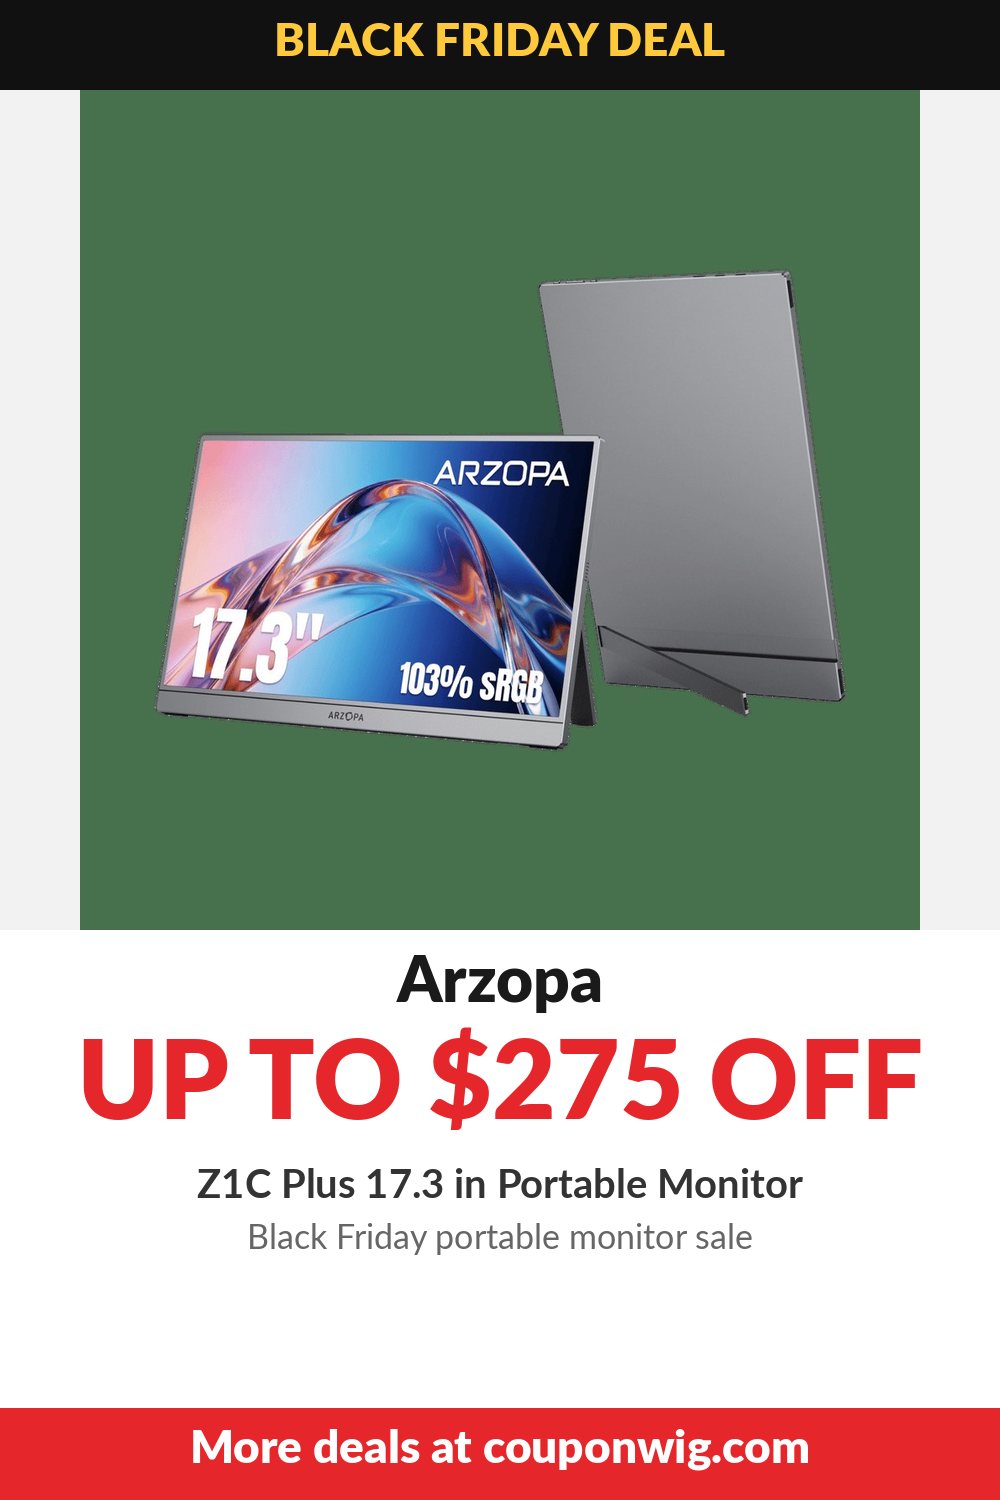 BLACK FRIDAY DEAL
ARZOPA
17.3"
103% sRGB
ARZOPA
Arzopa
UP TO $275 OFF
Z1C Plus 17.3 in Portable Monitor
Black Friday portable monitor sale
More deals at couponwig.com